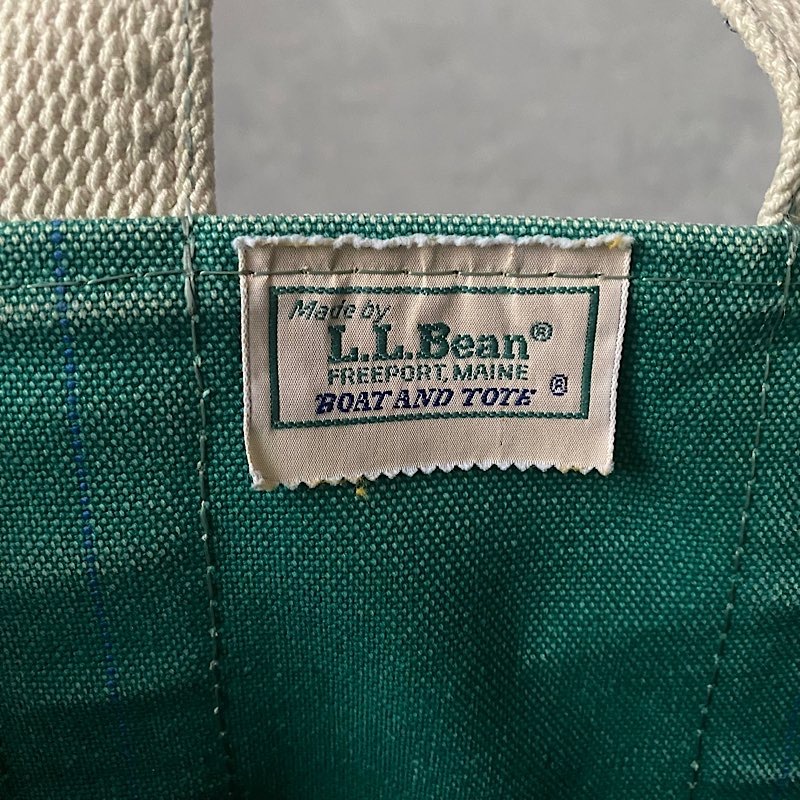 Made by
L.L.Bean®
FREEPORT, MAINE
BOAT AND TOTE ®